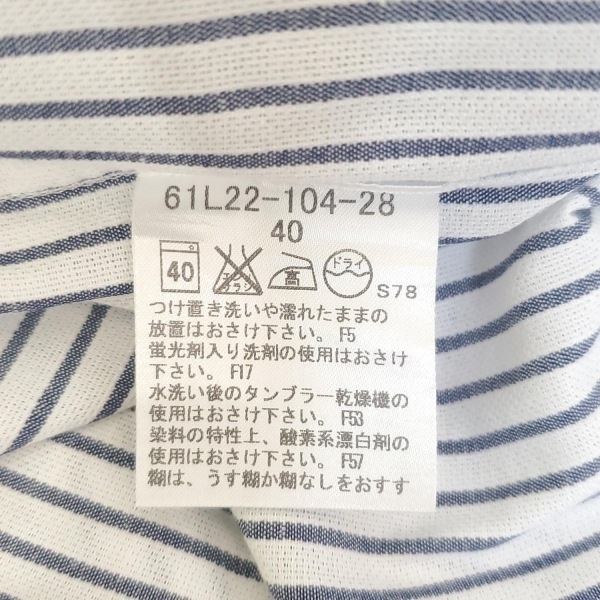 61L22-104-28
40
40 エンソサラシ 高 ドライ S78
つけ置き洗いや濡れたままの
放置はおさけ下さい。F5
蛍光剤入り洗剤の使用はおさけ
下さい。F17
水洗い後のタンブラー乾燥機の
使用はおさけ下さい。F53
染料の特性上、酸素系漂白剤の
使用はおさけ下さい。F57
糊は、うす糊か糊なしをおすす